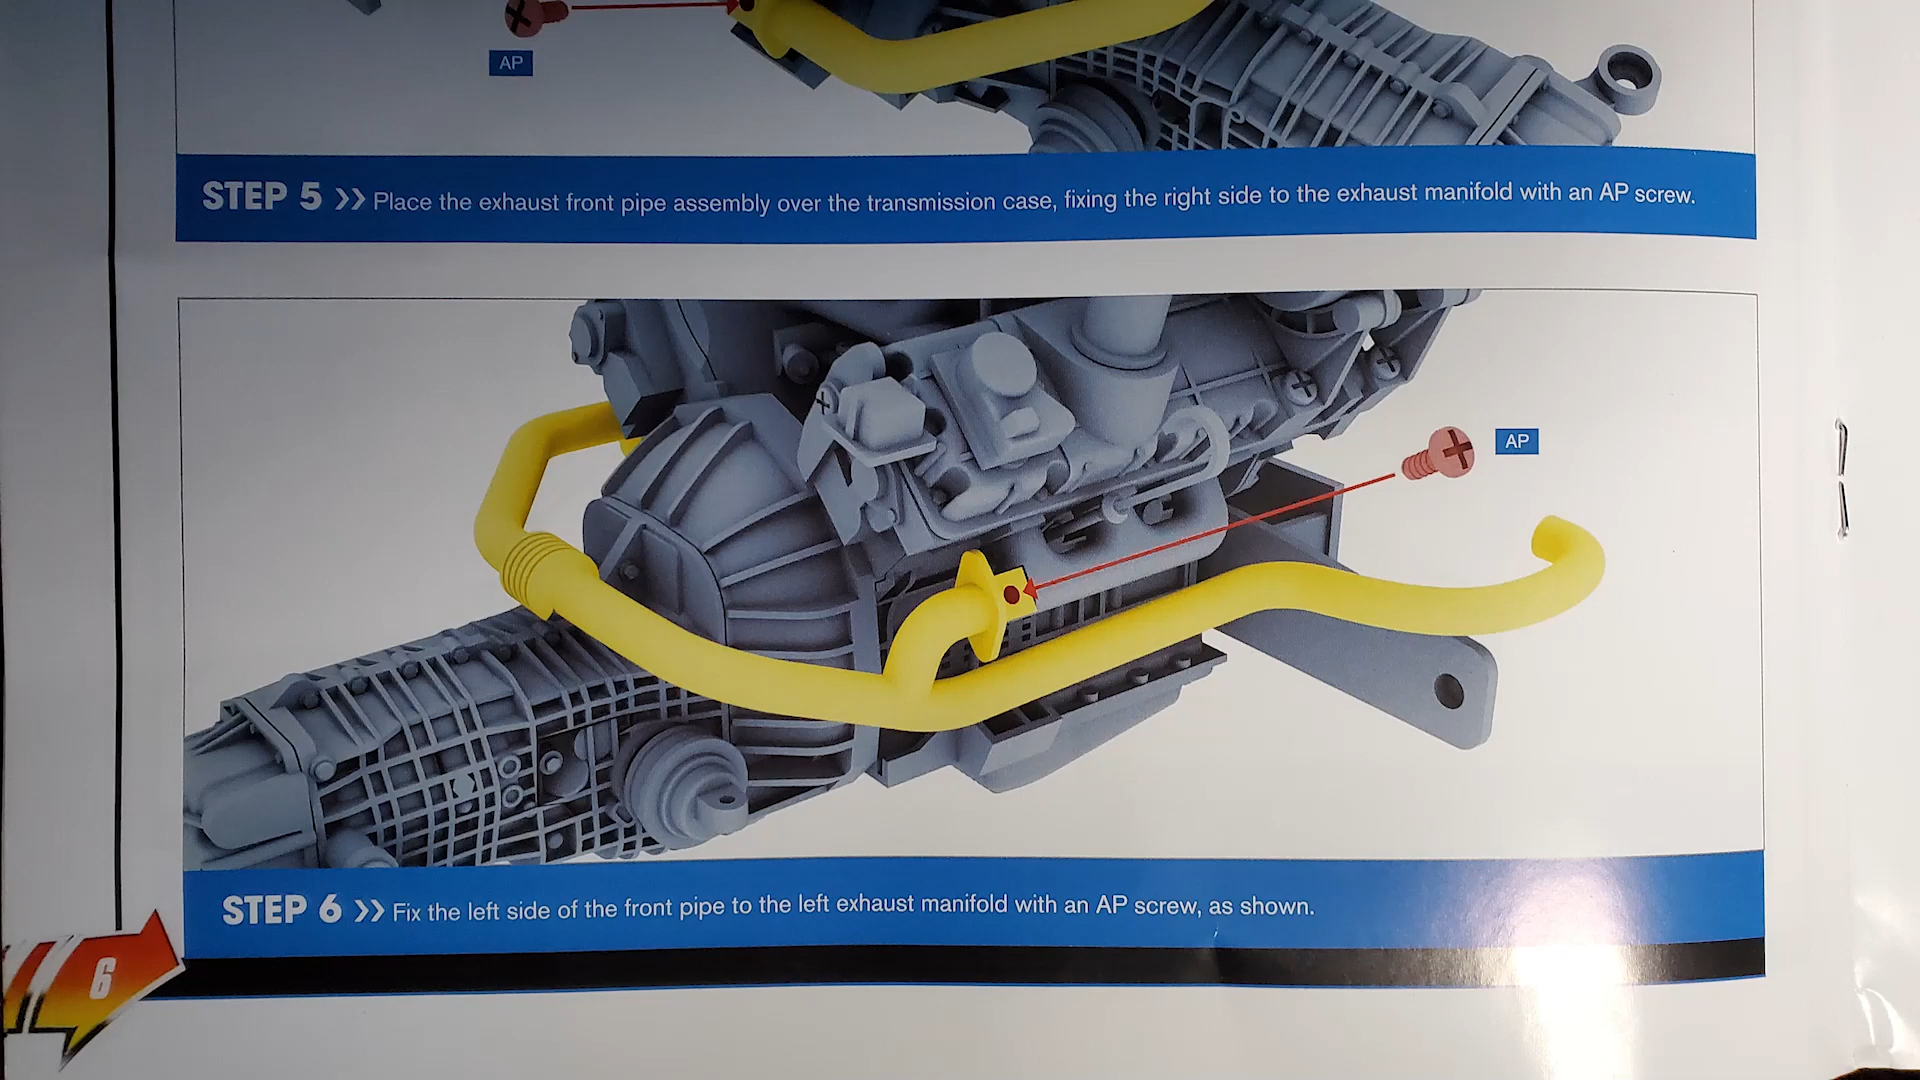 AP
STEP 5 >> Place the exhaust front pipe assembly over the transmission case, fixing the right side to the exhaust manifold with an AP screw.
AP
STEP 6 >> Fix the left side of the front pipe to the left exhaust manifold with an AP screw, as shown.
6